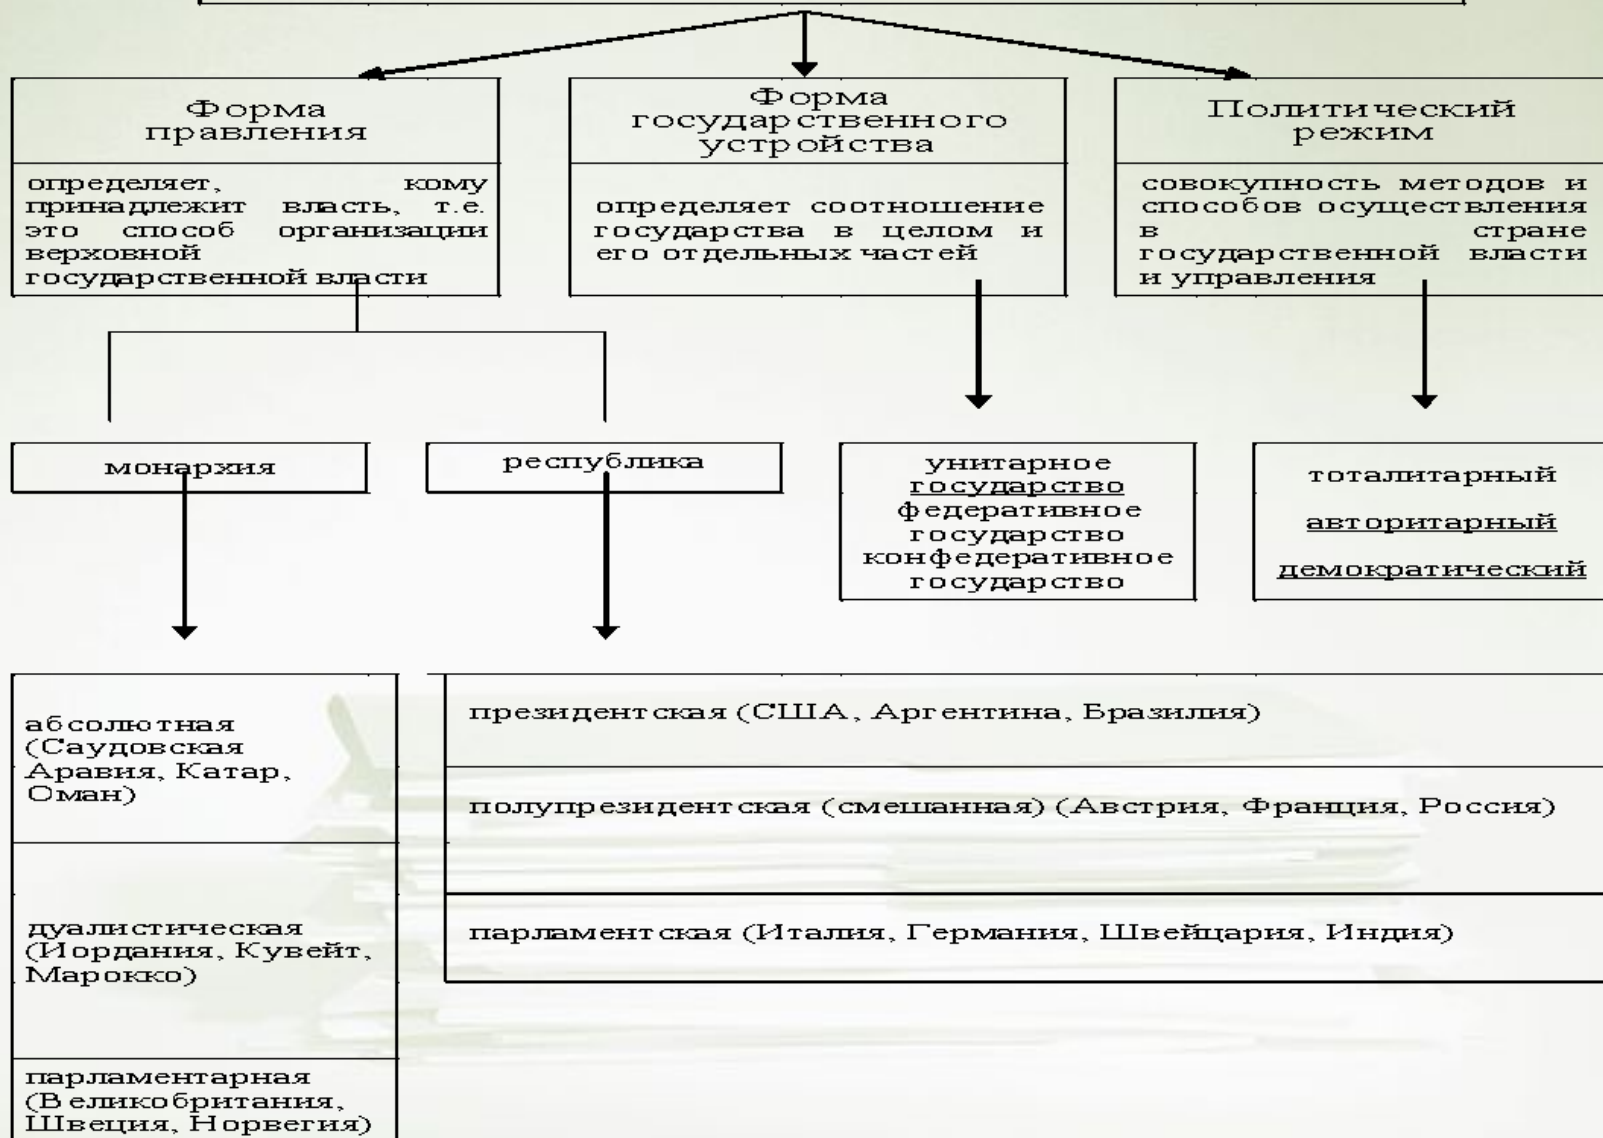 Форма
правления
определяет, кому
принадлежит власть, т.е.
это способ организации
верховной
государственной власти
Форма
государственного
устройства
определяет соотношение
государства в целом и
его отдельных частей
Политический
режим
совокупность методов и
способов осуществления
в стране
государственной власти
и управления
монархия
республика
унитарное
государство
федеративное
государство
конфедеративное
государство
тоталитарный
авторитарный
демократический
абсолютная
(Саудовская
Аравия, Катар,
Оман)
дуалистическая
(Иордания, Кувейт,
Марокко)
парламентарная
(Великобритания,
Швеция, Норвегия)
президентская (США, Аргентина, Бразилия)
полупрезидентская (смешанная) (Австрия, Франция, Россия)
парламентская (Италия, Германия, Швейцария, Индия)